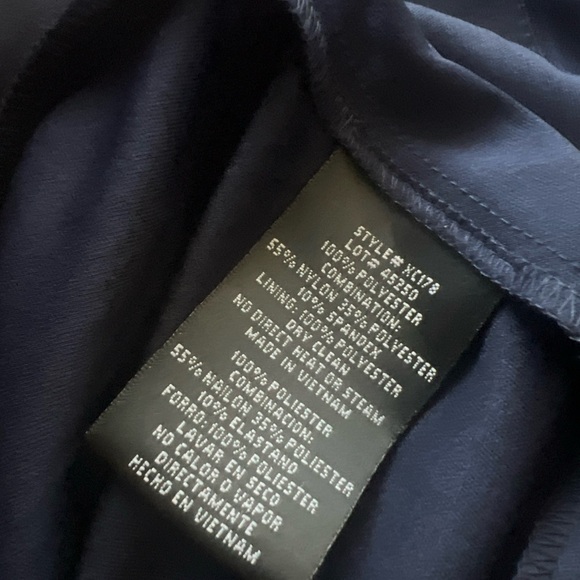 STYLE# XC178
LOT# 48250
100% POLYESTER
COMBINATION:
55% NYLON 35% POLYESTER
10% SPANDEX
LINING: 100% POLYESTER
DRY CLEAN
NO DIRECT HEAT OR STEAM
MADE IN VIETNAM
100% POLIESTER
COMBINACION:
55% NAILON 35% POLIESTER
10% ELASTANO
FORRO: 100% POLIESTER
LAVAR EN SECO
NO CALOR O VAPOR
DIRECTAMENTE
HECHO EN VIETNAM